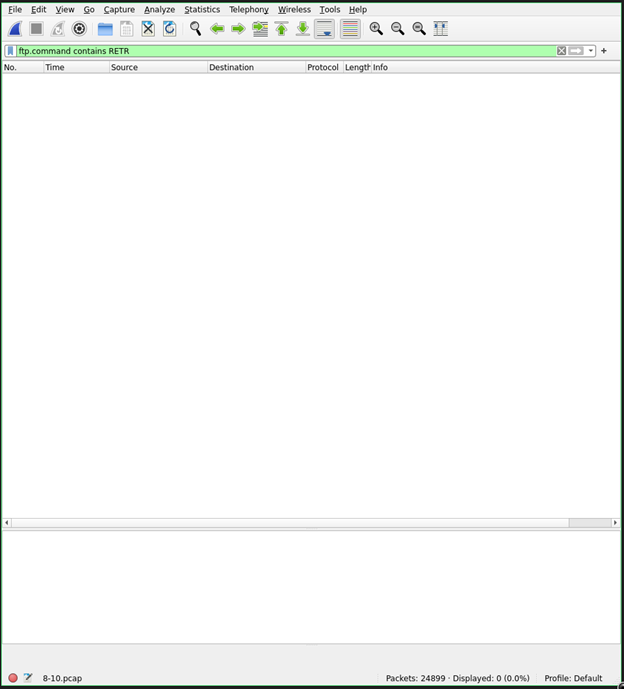 File Edit View Go Capture Analyze Statistics Telephony Wireless Tools Help
ftp.command contains RETR
No. Time Source Destination Protocol Length Info
8-10.pcap Packets: 24899 · Displayed: 0 (0.0%) Profile: Default